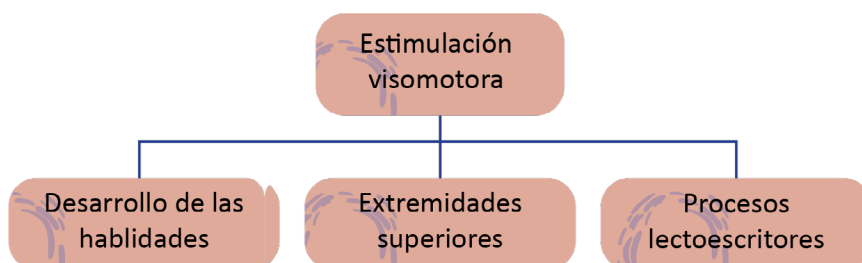 Estimulación
visomotora
Desarrollo de las
hablidades
Extremidades
superiores
Procesos
lectoescritores